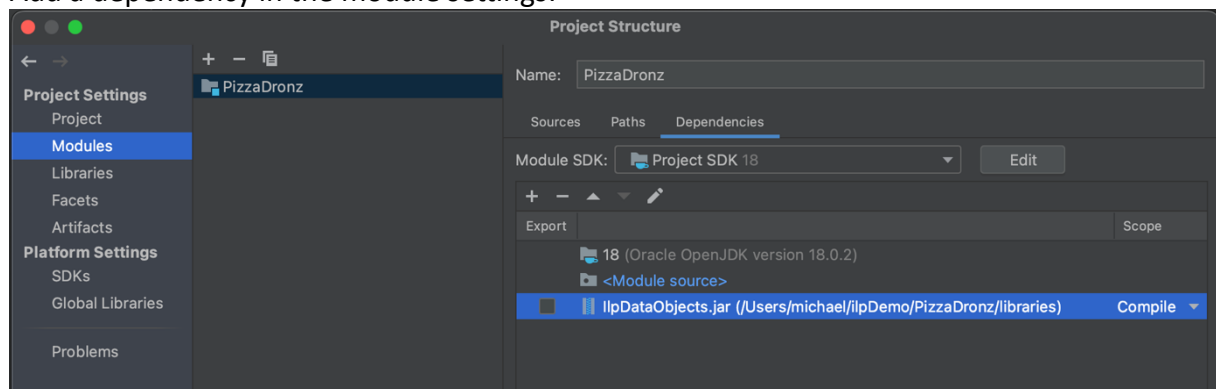 Add a dependency in the module settings:
Project Structure
Project Settings
Project
Modules
Libraries
Facets
Artifacts
Platform Settings
SDKs
Global Libraries
Problems
PizzaDronz
Name: PizzaDronz
Sources Paths Dependencies
Module SDK: Project SDK 18 Edit
Export Scope
18 (Oracle OpenJDK version 18.0.2)
<Module source>
IlpDataObjects.jar (/Users/michael/ilpDemo/PizzaDronz/libraries) Compile